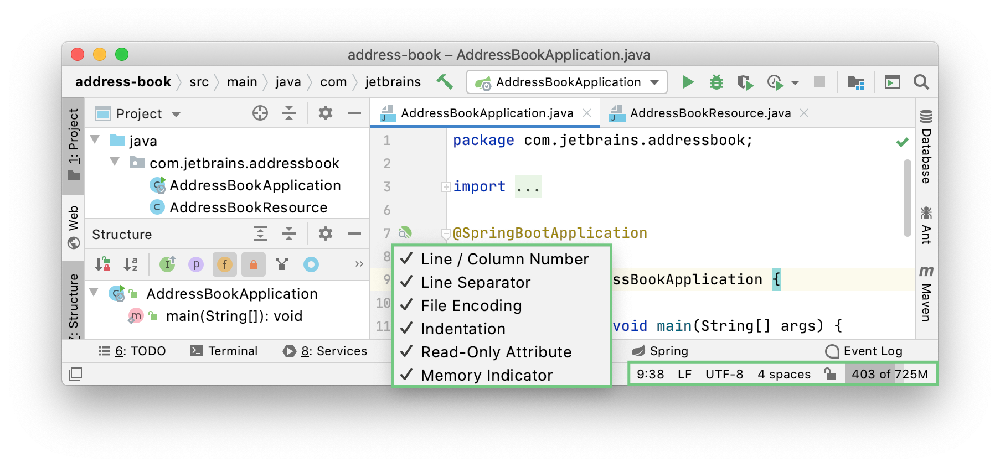 address-book – AddressBookApplication.java
address-book src main java com jetbrains AddressBookApplication
1: Project
Web
7: Structure
Project
java
com.jetbrains.addressbook
AddressBookApplication
AddressBookResource
Structure
I p f
AddressBookApplication
m main(String[]): void
AddressBookApplication.java AddressBookResource.java
1 package com.jetbrains.addressbook;
2
3 import ...
6
7 @SpringBootApplication
8
9 ssBookApplication {
10
11 void main(String[] args) {
Line / Column Number
Line Separator
File Encoding
Indentation
Read-Only Attribute
Memory Indicator
Database
Ant
m Maven
6: TODO Terminal 8: Services Spring Event Log
9:38 LF UTF-8 4 spaces 403 of 725M